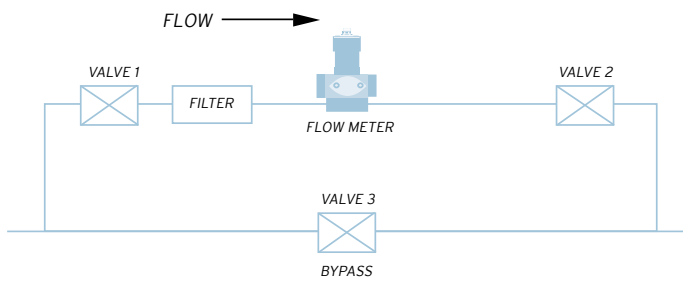 FLOW
VALVE 1
VALVE 2
FILTER
FLOW METER
VALVE 3
BYPASS